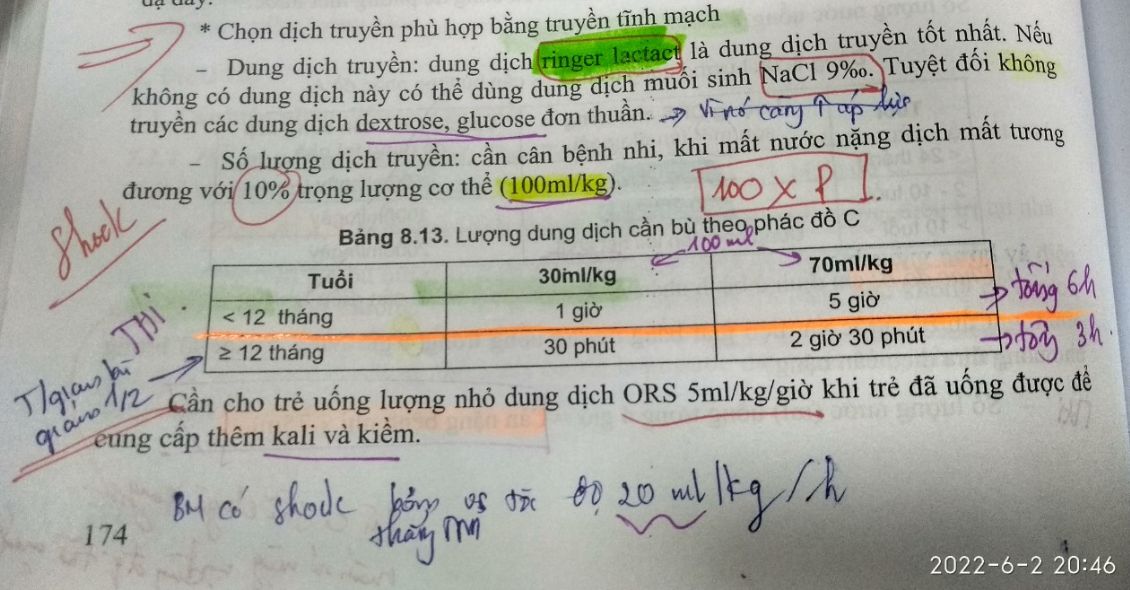 * Chọn dịch truyền phù hợp bằng truyền tĩnh mạch
- Dung dịch truyền: dung dịch ringer lactact là dung dịch truyền tốt nhất. Nếu
không có dung dịch này có thể dùng dung dịch muối sinh NaCl 9‰. Tuyệt đối không
truyền các dung dịch dextrose, glucose đơn thuần. → Vì nó càng ↑ áp lực
- Số lượng dịch truyền: cần cân bệnh nhi, khi mất nước nặng dịch mất tương
đương với 10% trọng lượng cơ thể (100ml/kg).
100 x P
shock
Bảng 8.13. Lượng dung dịch cần bù theo phác đồ C
100 ml
Tuổi 30ml/kg 70ml/kg
< 12 tháng 1 giờ 5 giờ → tổng 6h
≥ 12 tháng 30 phút 2 giờ 30 phút → tổng 3h.
T/gian bù
giảm 1/2
Cần cho trẻ uống lượng nhỏ dung dịch ORS 5ml/kg/giờ khi trẻ đã uống được để
cung cấp thêm kali và kiềm.
BN có shock bơm vs tốc độ 20 ml/kg/h
thẳng TM
174
2022-6-2 20:46